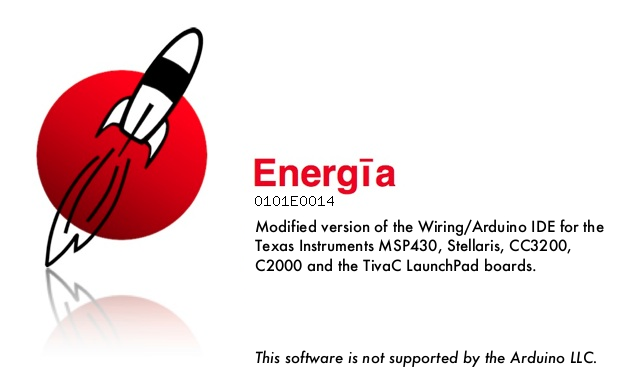 Energīa
0101E0014
Modified version of the Wiring/Arduino IDE for the
Texas Instruments MSP430, Stellaris, CC3200,
C2000 and the TivaC LaunchPad boards.
This software is not supported by the Arduino LLC.